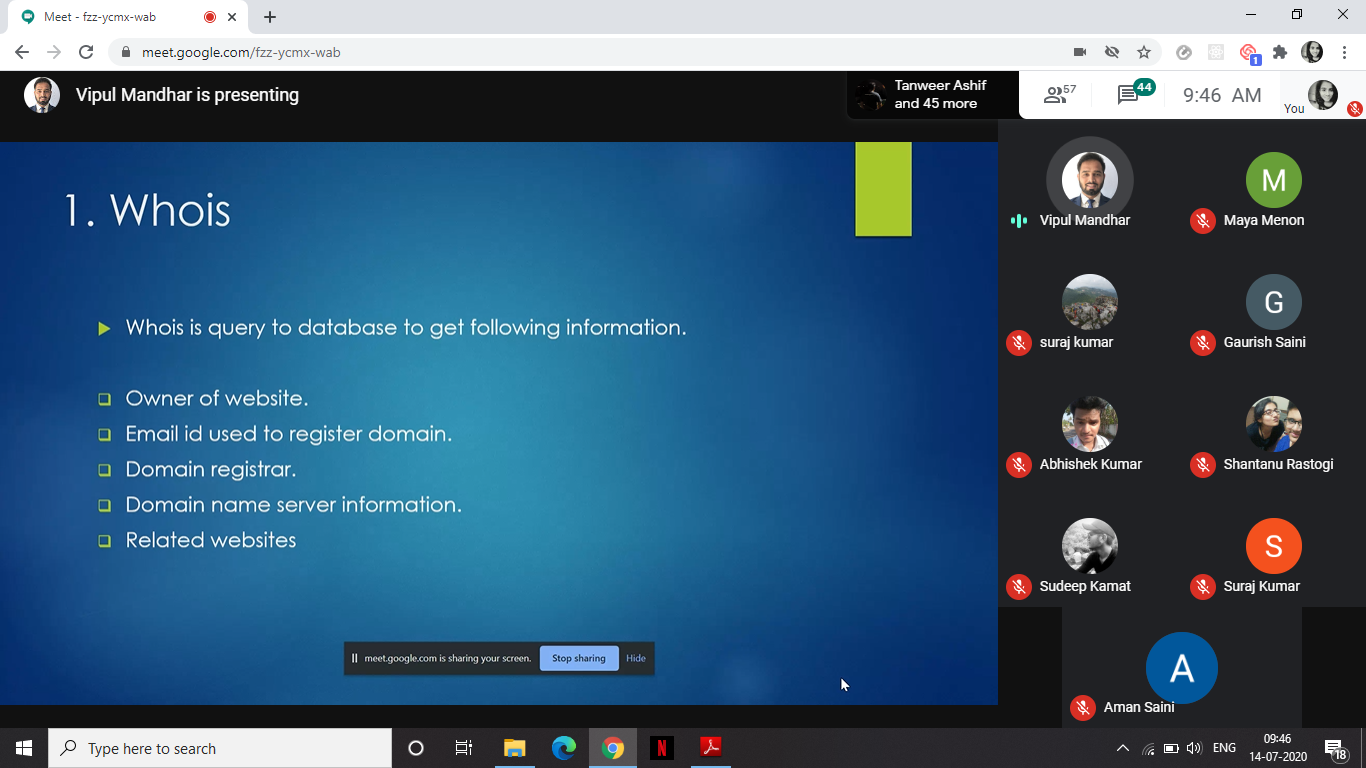 Meet - fzz-ycmx-wab
meet.google.com/fzz-ycmx-wab
1
Vipul Mandhar is presenting
Tanweer Ashif
and 45 more
57
44
9:46 AM
You
1. Whois
Whois is query to database to get following information.
Owner of website.
Email id used to register domain.
Domain registrar.
Domain name server information.
Related websites
meet.google.com is sharing your screen.
Stop sharing
Hide
Vipul Mandhar
M
Maya Menon
suraj kumar
G
Gaurish Saini
Abhishek Kumar
Shantanu Rastogi
Sudeep Kamat
S
Suraj Kumar
A
Aman Saini
Type here to search
N
ENG
09:46
14-07-2020
18